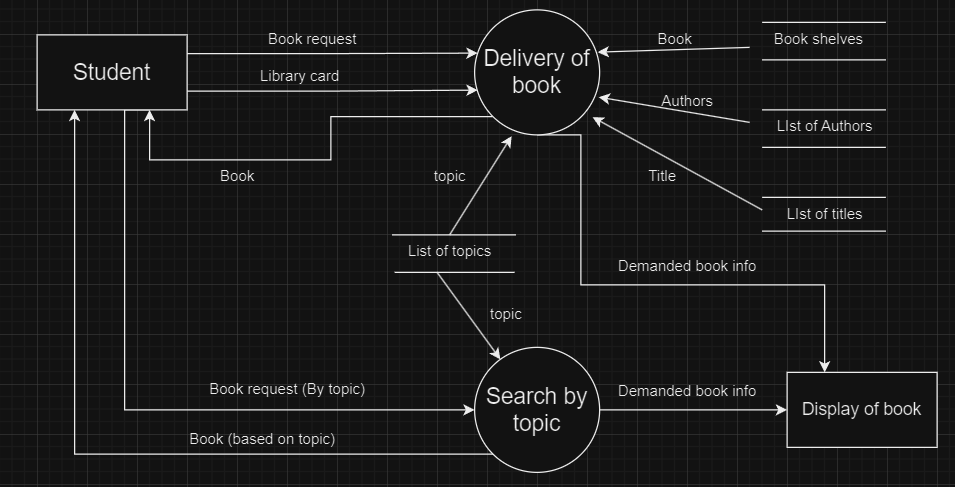 Book request
Book
Book shelves
Student
Delivery of
book
Library card
Authors
LIst of Authors
Book
topic
Title
LIst of titles
List of topics
Demanded book info
topic
Book request (By topic)
Search by
topic
Demanded book info
Display of book
Book (based on topic)